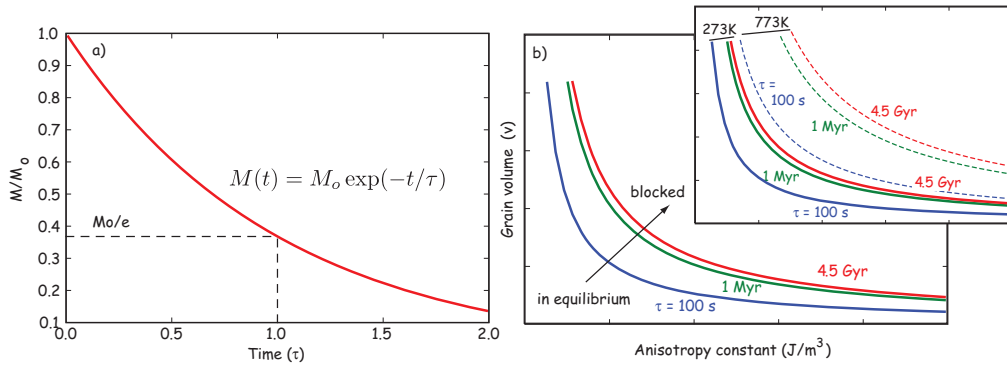 a)
1.0
0.9
0.8
0.7
0.6
0.5
0.4
0.3
0.2
0.1
M/Mo
Mo/e
M(t) = Mo exp(−t/τ)
0.0
0.5
1.0
1.5
2.0
Time (τ)
b)
Grain volume (v)
blocked
in equilibrium
4.5 Gyr
1 Myr
τ = 100 s
Anisotropy constant (J/m³)
273K
773K
τ =
100 s
4.5 Gyr
1 Myr
1 Myr
4.5 Gyr
τ = 100 s